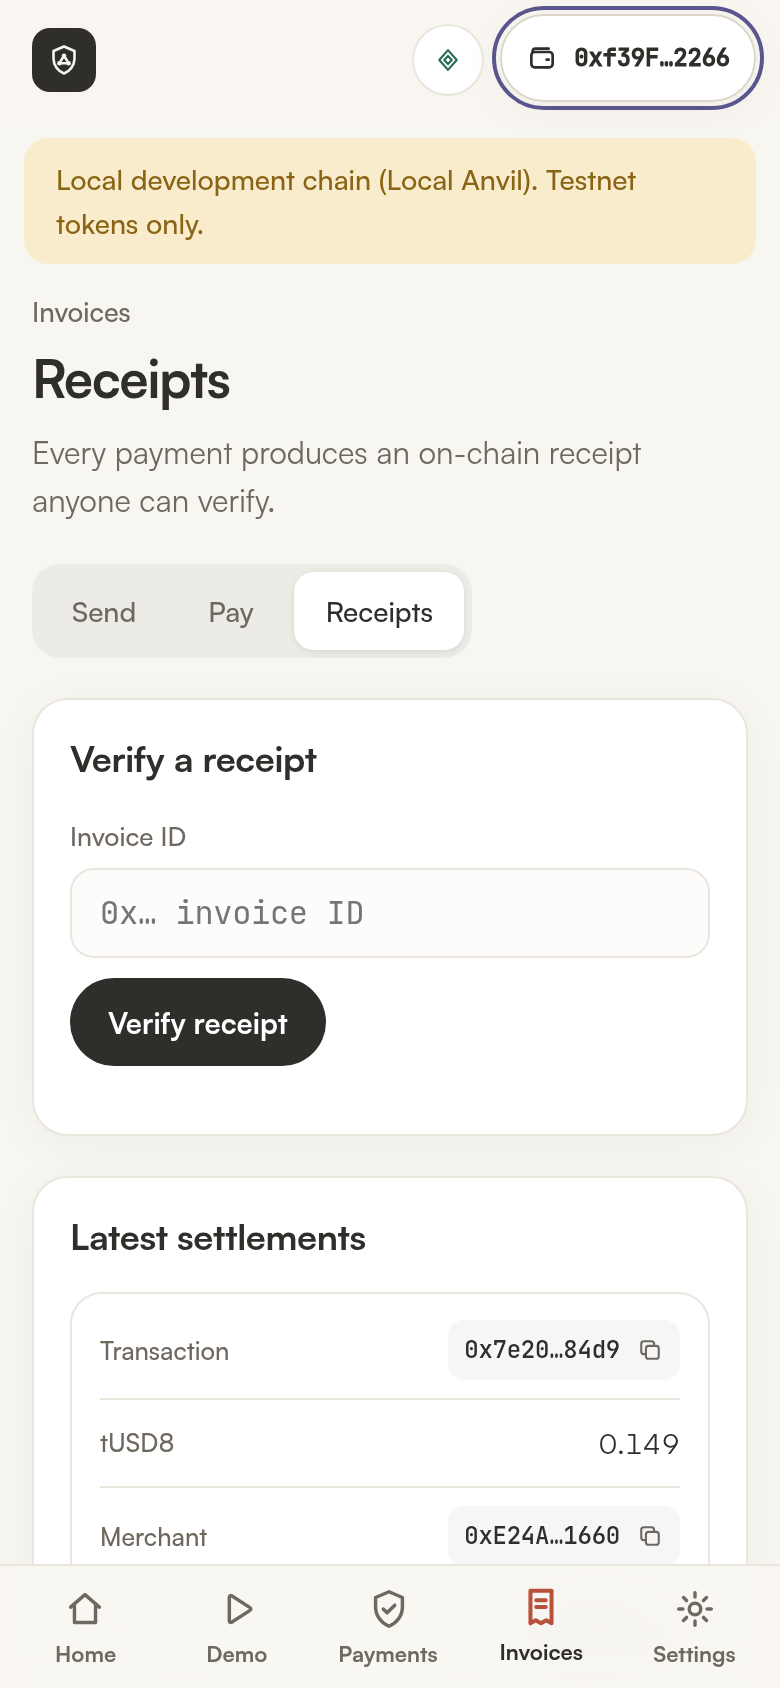 0xf39F…2266
Local development chain (Local Anvil). Testnet
tokens only.
Invoices
Receipts
Every payment produces an on-chain receipt
anyone can verify.
Send
Pay
Receipts
Verify a receipt
Invoice ID
0x… invoice ID
Verify receipt
Latest settlements
Transaction
0x7e20…84d9
tUSD8
0.149
Merchant
0xE24A…1660
Home
Demo
Payments
Invoices
Settings